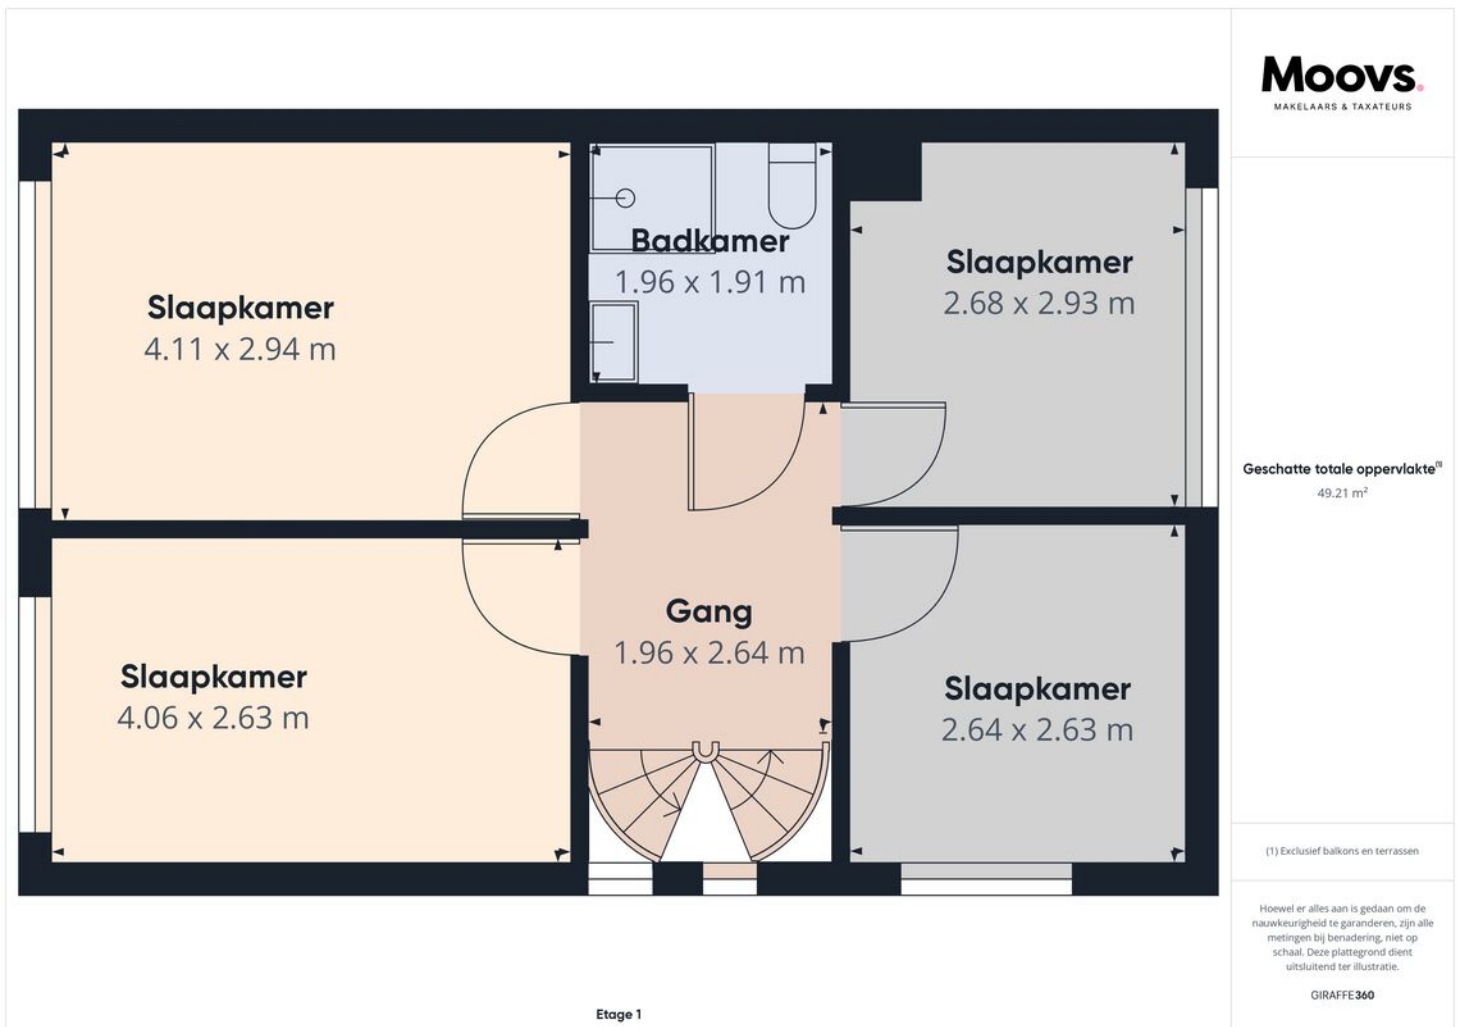 Moovs.
MAKELAARS & TAXATEURS
Badkamer
1.96 x 1.91 m
Slaapkamer
2.68 x 2.93 m
Slaapkamer
4.11 x 2.94 m
Gang
1.96 x 2.64 m
Slaapkamer
4.06 x 2.63 m
Slaapkamer
2.64 x 2.63 m
Etage 1
Geschatte totale oppervlakte(1)
49.21 m²
(1) Exclusief balkons en terrassen
Hoewel er alles aan is gedaan om de
nauwkeurigheid te garanderen, zijn alle
metingen bij benadering, niet op
schaal. Deze plattegrond dient
uitsluitend ter illustratie.
GIRAFFE360